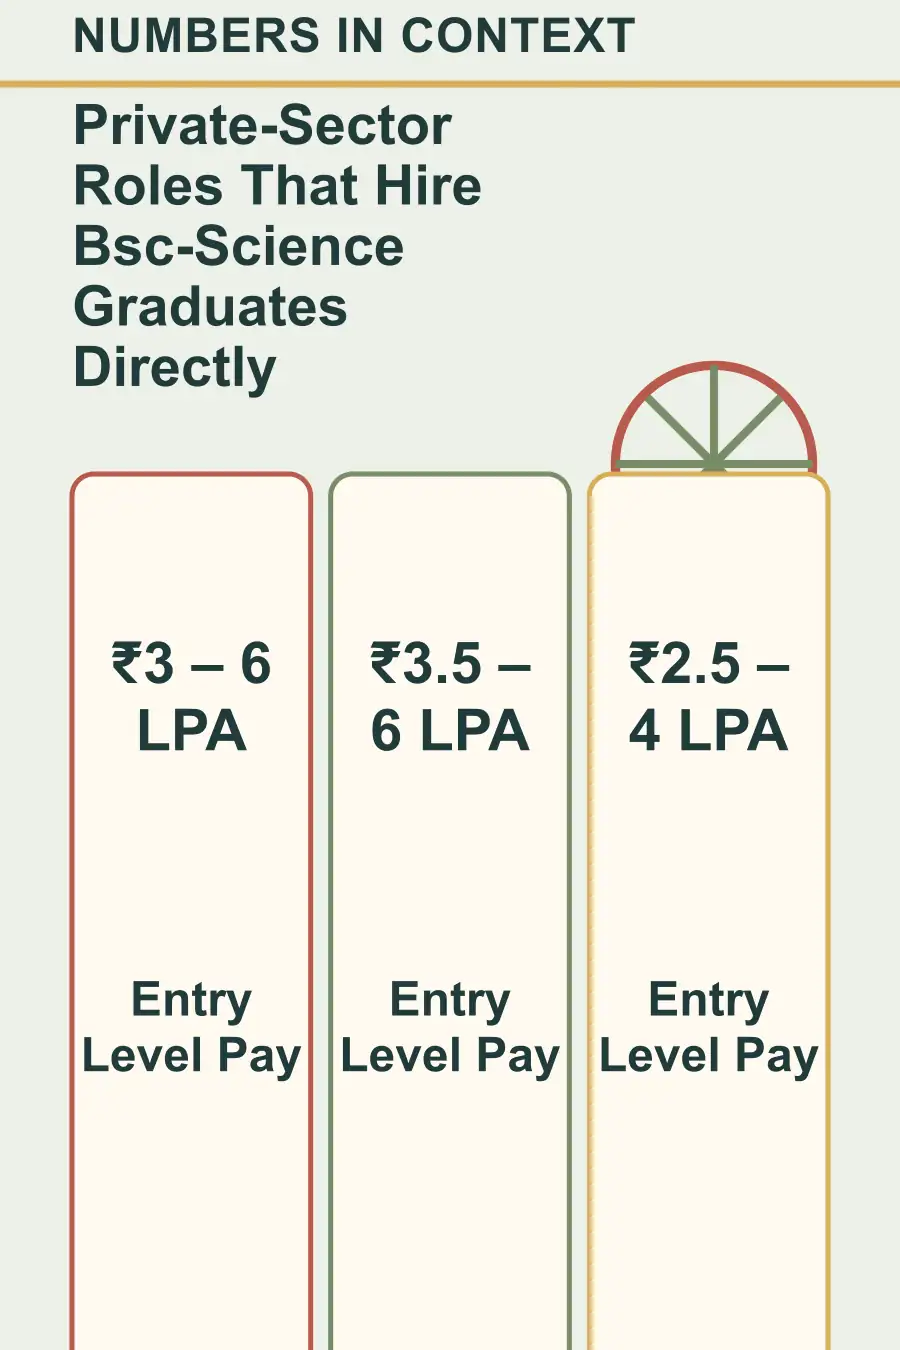 NUMBERS IN CONTEXT
Private-Sector
Roles That Hire
Bsc-Science
Graduates
Directly
₹3 – 6
LPA
Entry
Level Pay
₹3.5 –
6 LPA
Entry
Level Pay
₹2.5 –
4 LPA
Entry
Level Pay